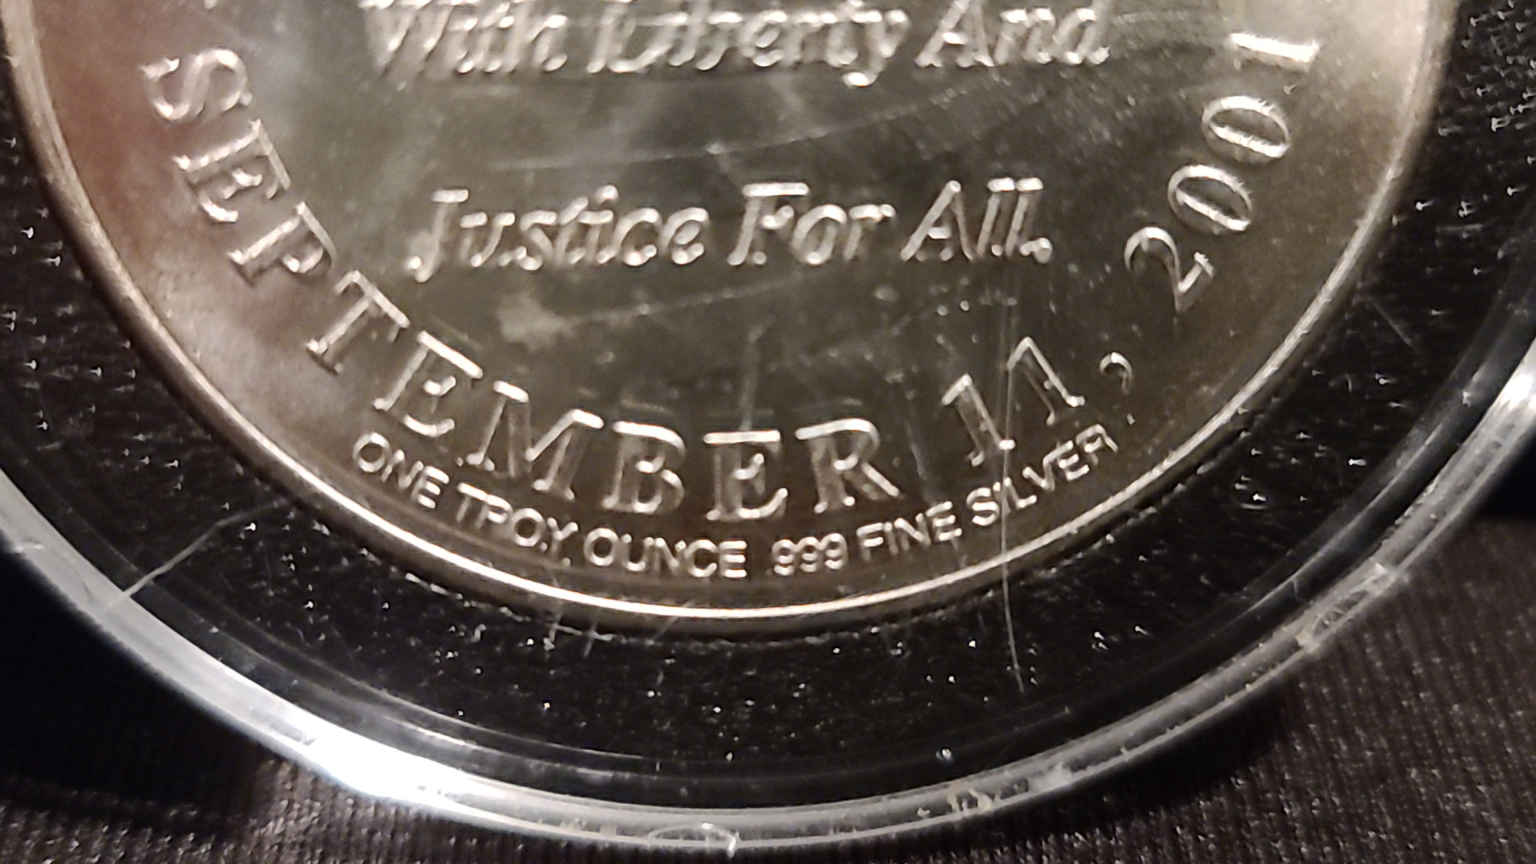 With Liberty And
Justice For All.
SEPTEMBER 11, 2001
ONE TROY OUNCE .999 FINE SILVER